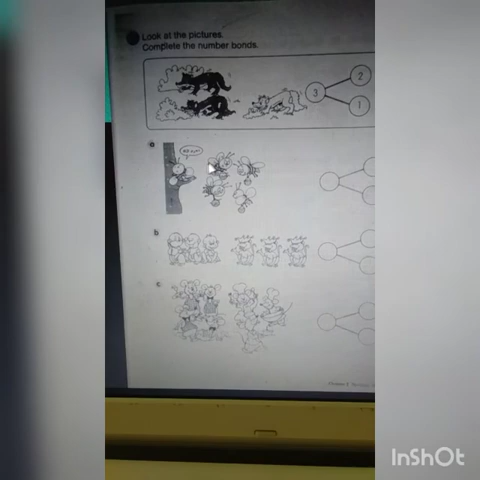 Look at the pictures.
Complete the number bonds.
3
2
1
a
b
c
InShOt